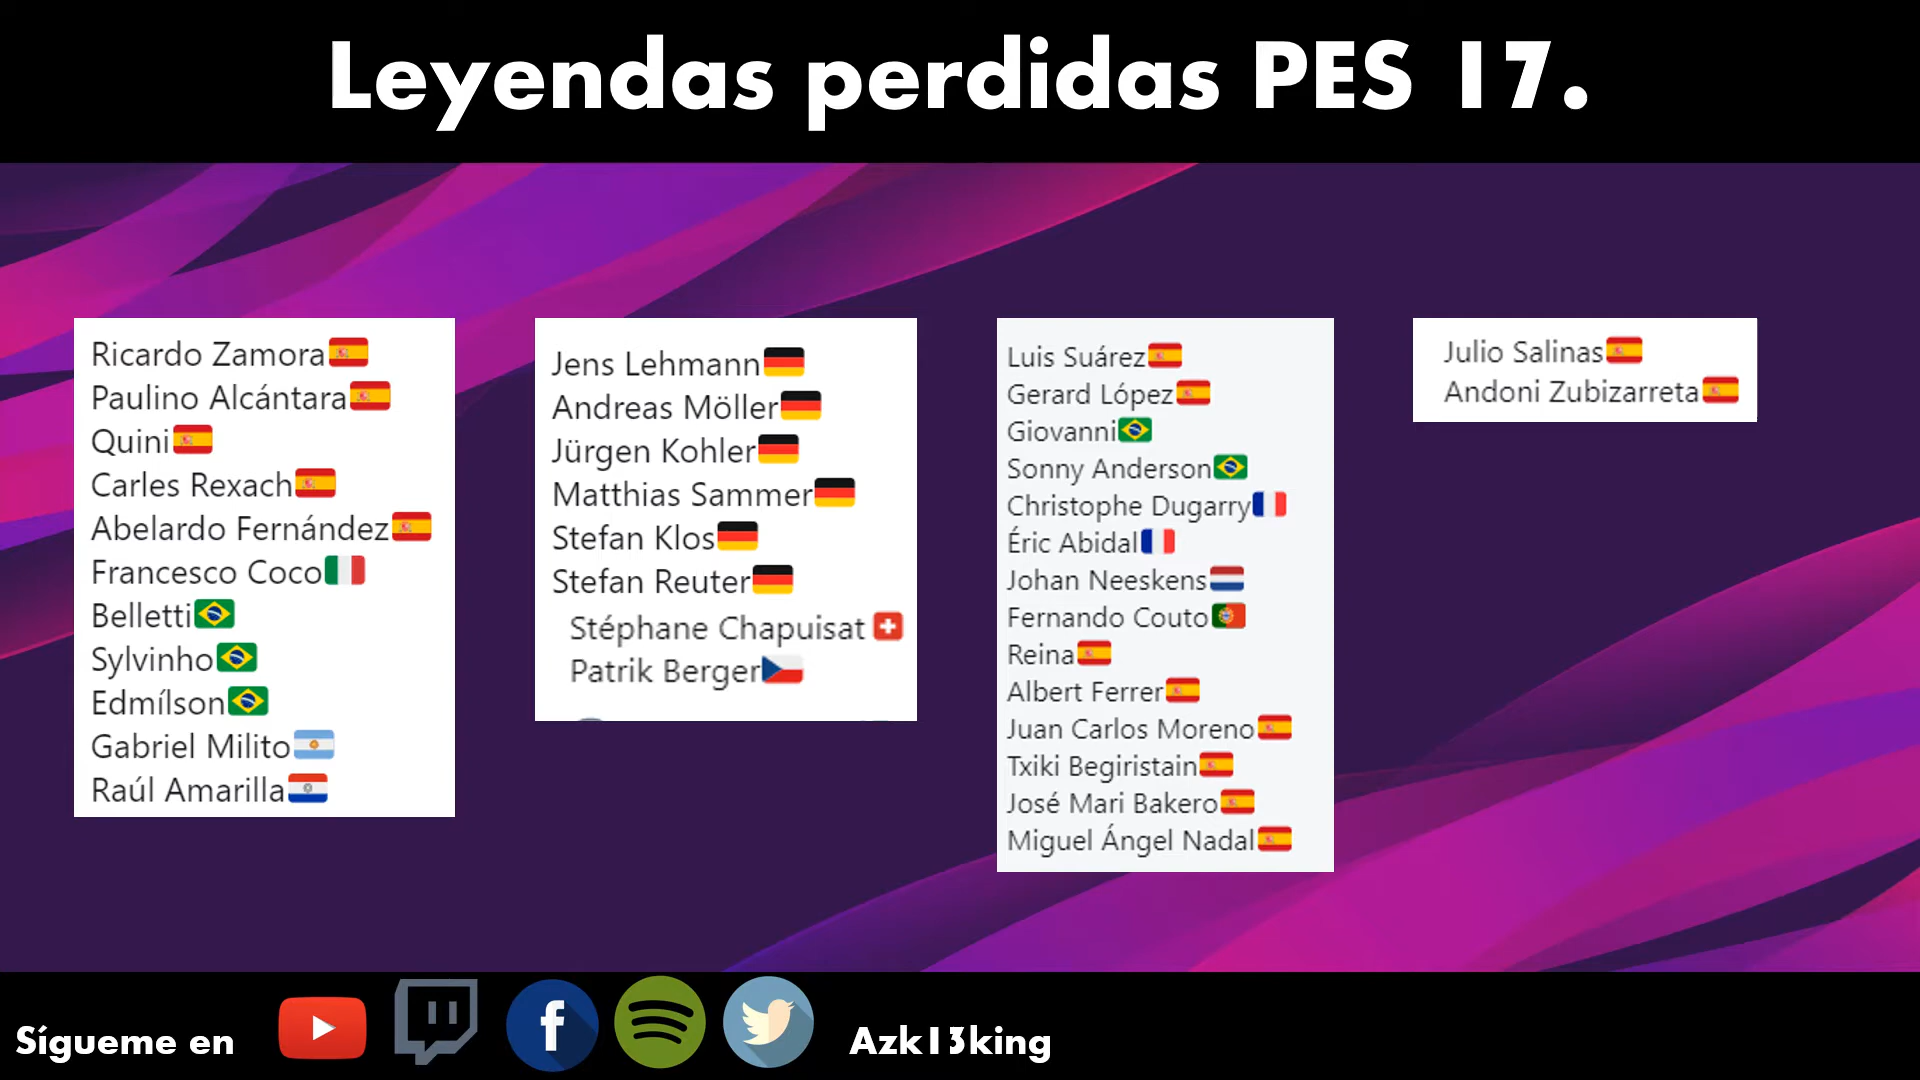 Leyendas perdidas PES 17.
Ricardo Zamora
Paulino Alcántara
Quini
Carles Rexach
Abelardo Fernández
Francesco Coco
Belletti
Sylvinho
Edmílson
Gabriel Milito
Raúl Amarilla
Jens Lehmann
Andreas Möller
Jürgen Kohler
Matthias Sammer
Stefan Klos
Stefan Reuter
Stéphane Chapuisat
Patrik Berger
Luis Suárez
Gerard López
Giovanni
Sonny Anderson
Christophe Dugarry
Éric Abidal
Johan Neeskens
Fernando Couto
Reina
Albert Ferrer
Juan Carlos Moreno
Txiki Begiristain
José Mari Bakero
Miguel Ángel Nadal
Julio Salinas
Andoni Zubizarreta
Sígueme en
Azk13king